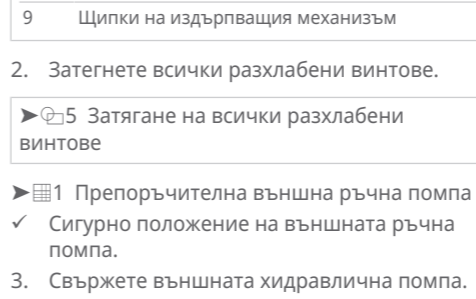 9 Щипки на издърпващия механизъм
2. Затегнете всички разхлабени винтове.
➤5 Затягане на всички разхлабени
винтове
➤1 Препоръчителна външна ръчна помпа
✓ Сигурно положение на външната ръчна
помпа.
3. Свържете външната хидравлична помпа.